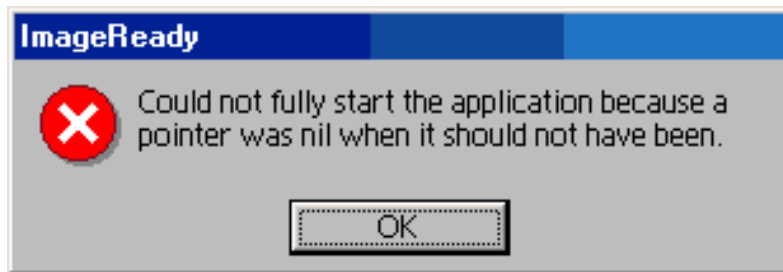 ImageReady
Could not fully start the application because a
pointer was nil when it should not have been.
OK